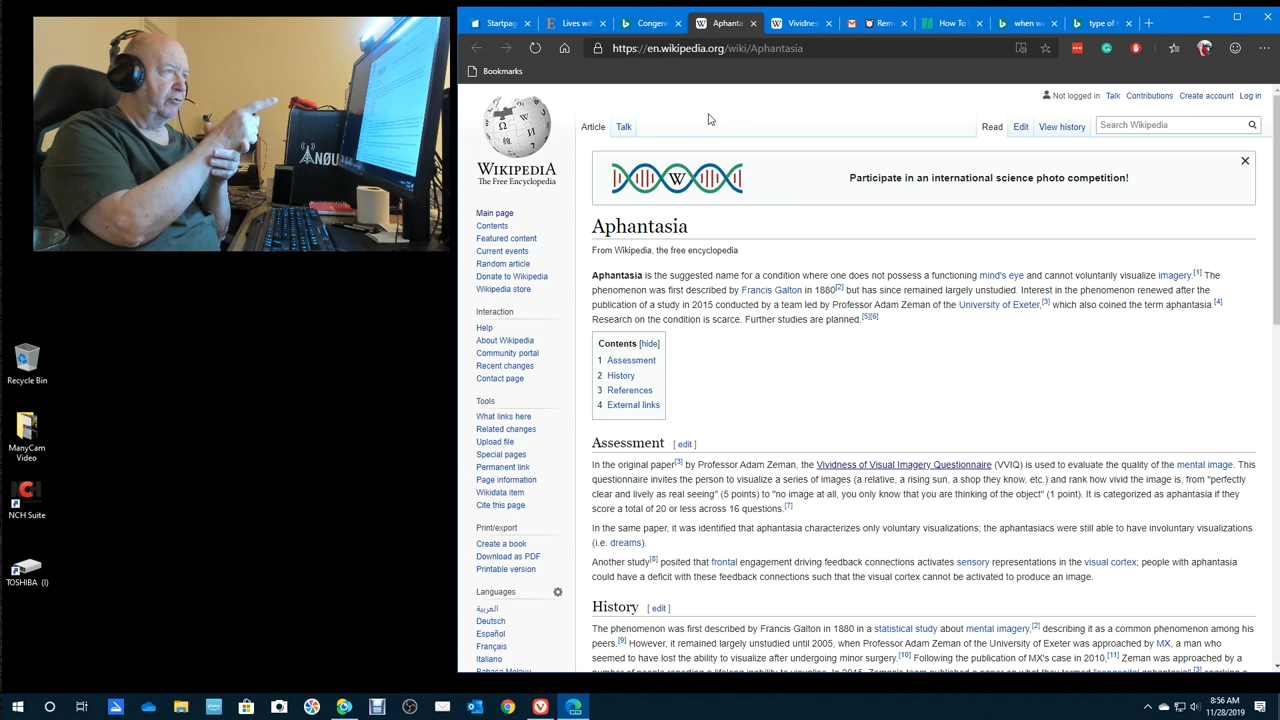 Startpag
Lives with
Congeni
Aphanta
Vividnes
Rem
How To V
when w
type of t
https://en.wikipedia.org/wiki/Aphantasia
Bookmarks
Not logged in Talk Contributions Create account Log in
Article Talk Read Edit View history Search Wikipedia
WIKIPEDIA
The Free Encyclopedia
Main page
Contents
Featured content
Current events
Random article
Donate to Wikipedia
Wikipedia store
Interaction
Help
About Wikipedia
Community portal
Recent changes
Contact page
Tools
What links here
Related changes
Upload file
Special pages
Permanent link
Page information
Wikidata item
Cite this page
Print/export
Create a book
Download as PDF
Printable version
Languages
العربية
Deutsch
Español
Français
Italiano
Bahasa Melayu
Participate in an international science photo competition!
Aphantasia
From Wikipedia, the free encyclopedia
Aphantasia is the suggested name for a condition where one does not possess a functioning mind's eye and cannot voluntarily visualize imagery.[1] The
phenomenon was first described by Francis Galton in 1880[2] but has since remained largely unstudied. Interest in the phenomenon renewed after the
publication of a study in 2015 conducted by a team led by Professor Adam Zeman of the University of Exeter,[3] which also coined the term aphantasia.[4]
Research on the condition is scarce. Further studies are planned.[5][6]
Contents [hide]
1 Assessment
2 History
3 References
4 External links
Assessment [ edit ]
In the original paper[3] by Professor Adam Zeman, the Vividness of Visual Imagery Questionnaire (VVIQ) is used to evaluate the quality of the mental image. This
questionnaire invites the person to visualize a series of images (a relative, a rising sun, a shop they know, etc.) and rank how vivid the image is, from "perfectly
clear and lively as real seeing" (5 points) to "no image at all, you only know that you are thinking of the object" (1 point). It is categorized as aphantasia if they
score a total of 20 or less across 16 questions.[7]
In the same paper, it was identified that aphantasia characterizes only voluntary visualizations; the aphantasiacs were still able to have involuntary visualizations
(i.e. dreams).
Another study[8] posited that frontal engagement driving feedback connections activates sensory representations in the visual cortex; people with aphantasia
could have a deficit with these feedback connections such that the visual cortex cannot be activated to produce an image.
History [ edit ]
The phenomenon was first described by Francis Galton in 1880 in a statistical study about mental imagery,[2] describing it as a common phenomenon among his
peers.[9] However, it remained largely unstudied until 2005, when Professor Adam Zeman of the University of Exeter was approached by MX, a man who
seemed to have lost the ability to visualize after undergoing minor surgery.[10] Following the publication of MX's case in 2010,[11] Zeman was approached by a
Recycle Bin
ManyCam
Video
NCH Suite
TOSHIBA (I)
8:56 AM
11/28/2019